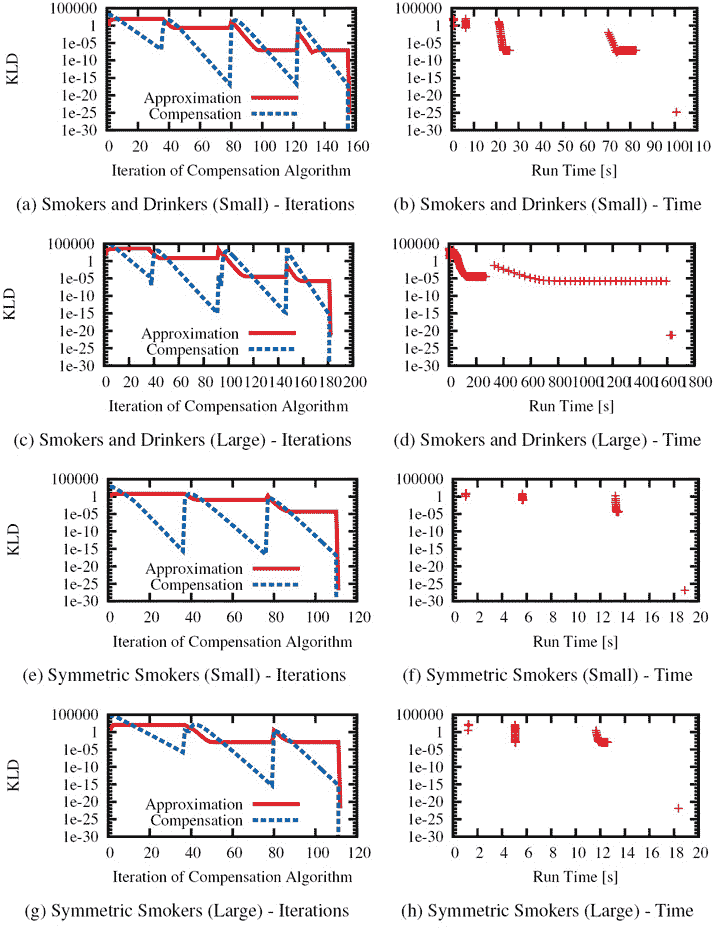 100000
1
1e-05
1e-10
1e-15
1e-20
1e-25
1e-30
KLD
Approximation
Compensation
0 20 40 60 80 100 120 140 160
Iteration of Compensation Algorithm
(a) Smokers and Drinkers (Small) - Iterations
100000
1
1e-05
1e-10
1e-15
1e-20
1e-25
1e-30
0 10 20 30 40 50 60 70 80 90 100 110
Run Time [s]
(b) Smokers and Drinkers (Small) - Time
100000
1
1e-05
1e-10
1e-15
1e-20
1e-25
1e-30
KLD
Approximation
Compensation
0 20 40 60 80 100 120 140 160 180 200
Iteration of Compensation Algorithm
(c) Smokers and Drinkers (Large) - Iterations
100000
1
1e-05
1e-10
1e-15
1e-20
1e-25
1e-30
0 200 400 600 800 1000 1200 1400 1600 1800
Run Time [s]
(d) Smokers and Drinkers (Large) - Time
100000
1
1e-05
1e-10
1e-15
1e-20
1e-25
1e-30
KLD
Approximation
Compensation
0 20 40 60 80 100 120
Iteration of Compensation Algorithm
(e) Symmetric Smokers (Small) - Iterations
100000
1
1e-05
1e-10
1e-15
1e-20
1e-25
1e-30
0 2 4 6 8 10 12 14 16 18 20
Run Time [s]
(f) Symmetric Smokers (Small) - Time
100000
1
1e-05
1e-10
1e-15
1e-20
1e-25
1e-30
KLD
Approximation
Compensation
0 20 40 60 80 100 120
Iteration of Compensation Algorithm
(g) Symmetric Smokers (Large) - Iterations
100000
1
1e-05
1e-10
1e-15
1e-20
1e-25
1e-30
0 2 4 6 8 10 12 14 16 18 20
Run Time [s]
(h) Symmetric Smokers (Large) - Time